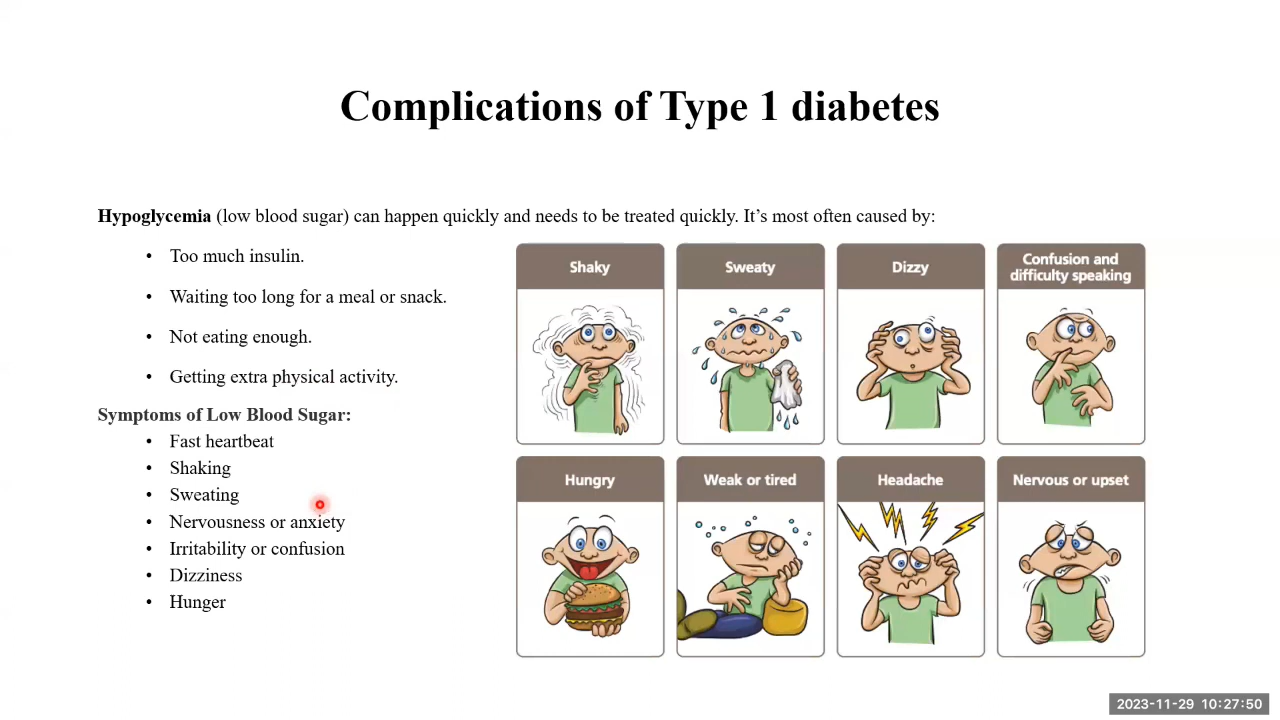 Complications of Type 1 diabetes
Hypoglycemia (low blood sugar) can happen quickly and needs to be treated quickly. It’s most often caused by:
• Too much insulin.
• Waiting too long for a meal or snack.
• Not eating enough.
• Getting extra physical activity.
Symptoms of Low Blood Sugar:
• Fast heartbeat
• Shaking
• Sweating
• Nervousness or anxiety
• Irritability or confusion
• Dizziness
• Hunger
Shaky
Sweaty
Dizzy
Confusion and
difficulty speaking
Hungry
Weak or tired
Headache
Nervous or upset
2023-11-29 10:27:50